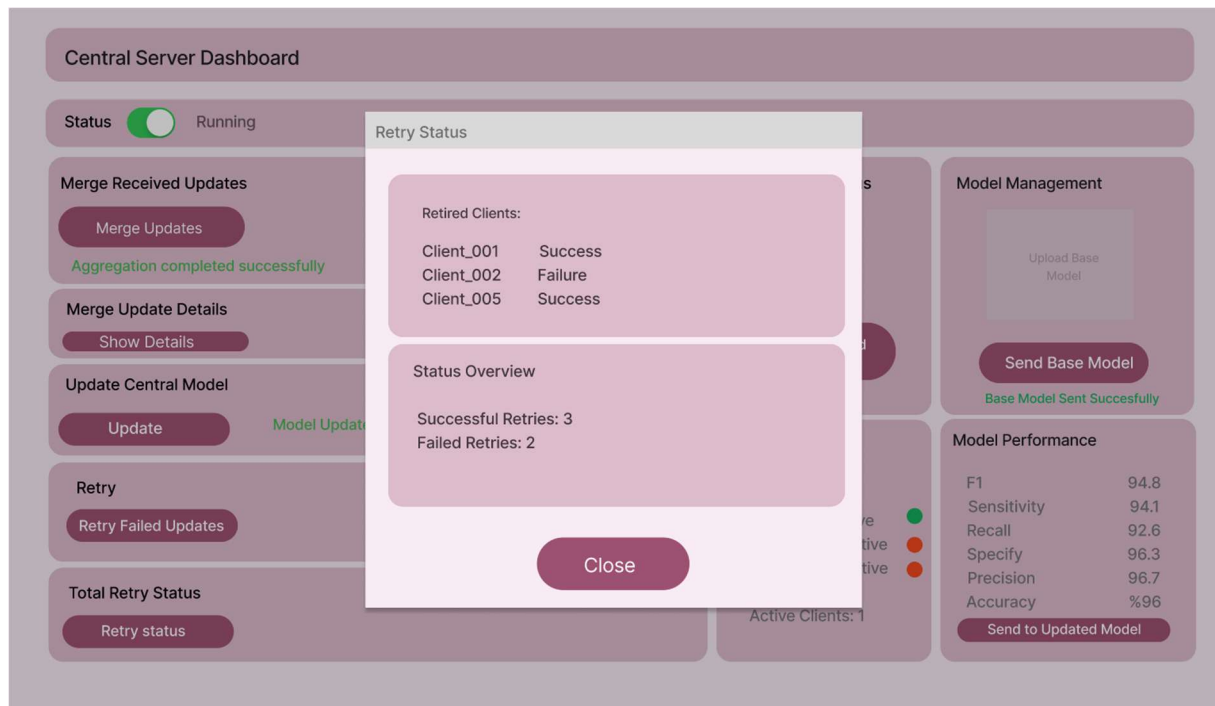 Central Server Dashboard
Status Running
Retry Status
Merge Received Updates
Merge Updates
Aggregation completed successfully
Merge Update Details
Show Details
Update Central Model
Update Model
Retry
Retry Failed Updates
Total Retry Status
Retry status
Retired Clients:
Client_001 Success
Client_002 Failure
Client_005 Success
Status Overview
Successful Retries: 3
Failed Retries: 2
Close
Active Clients: 1
Model Management
Upload Base
Model
Send Base Model
Base Model Sent Succesfully
Model Performance
F1 94.8
Sensitivity 94.1
Recall 92.6
Specify 96.3
Precision 96.7
Accuracy %96
Send to Updated Model